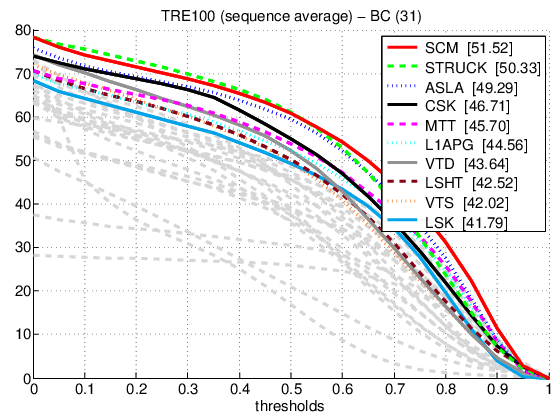 TRE100 (sequence average) – BC (31)
80
70
60
50
40
30
20
10
0
SCM [51.52]
STRUCK [50.33]
ASLA [49.29]
CSK [46.71]
MTT [45.70]
L1APG [44.56]
VTD [43.64]
LSHT [42.52]
VTS [42.02]
LSK [41.79]
0 0.1 0.2 0.3 0.4 0.5 0.6 0.7 0.8 0.9 1
thresholds